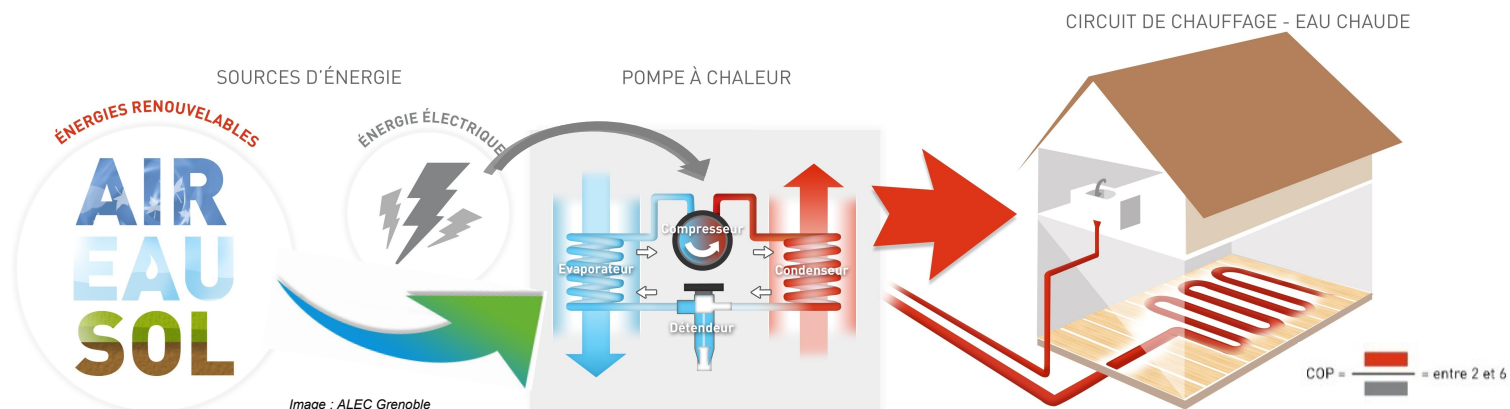 CIRCUIT DE CHAUFFAGE - EAU CHAUDE
SOURCES D'ÉNERGIE
POMPE À CHALEUR
ÉNERGIES RENOUVELABLES
ÉNERGIE ÉLECTRIQUE
AIR
EAU
SOL
Compresseur
Evaporateur
Condenseur
Détendeur
COP = = entre 2 et 6
Image : ALEC Grenoble